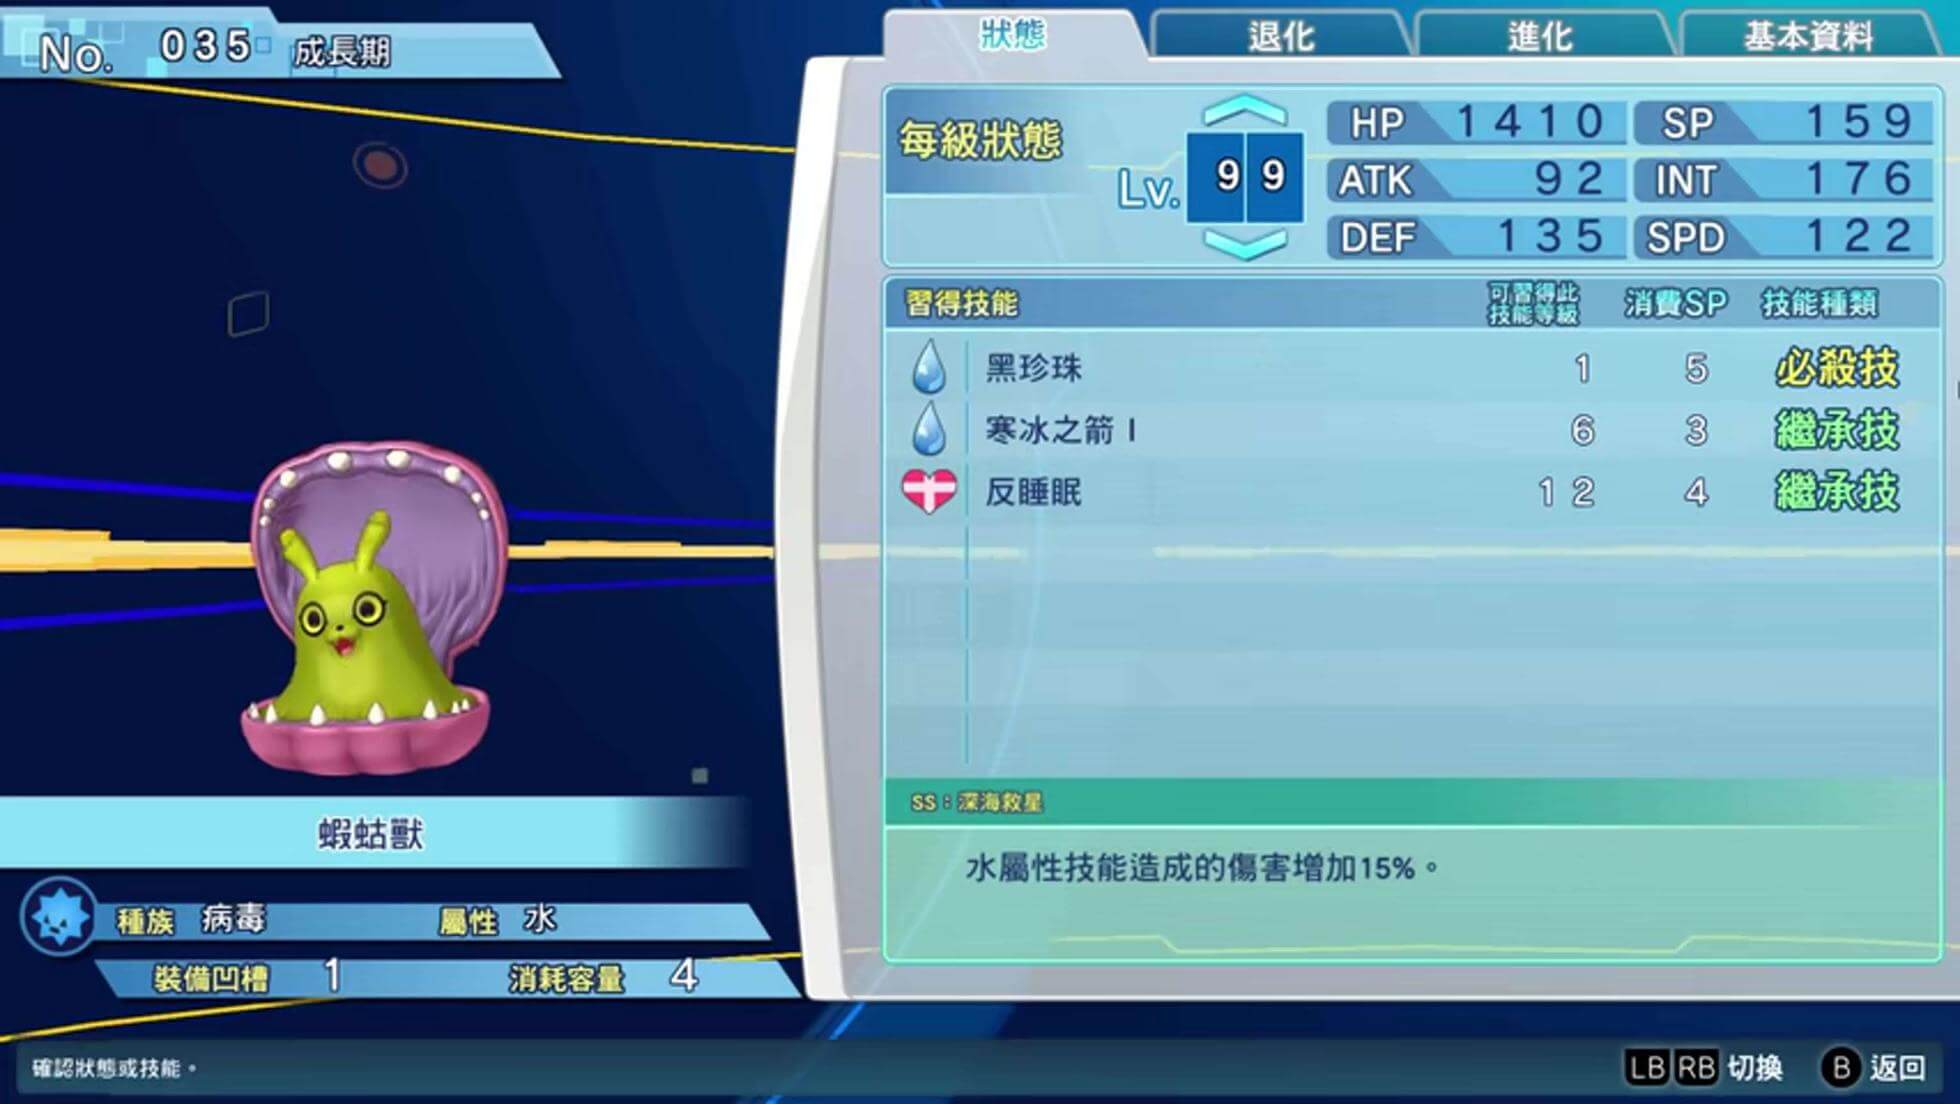 No. 035 成長期
狀態 退化 進化 基本資料
每級狀態
Lv. 99
HP 1410 SP 159
ATK 92 INT 176
DEF 135 SPD 122
習得技能 可習得此技能等級 消費SP 技能種類
黑珍珠 1 5 必殺技
寒冰之箭 I 6 3 繼承技
反睡眠 12 4 繼承技
SS：深海救星
水屬性技能造成的傷害增加15%。
蝦蛄獸
種族 病毒 屬性 水
裝備凹槽 1 消耗容量 4
確認狀態或技能。
LB RB 切換 B 返回